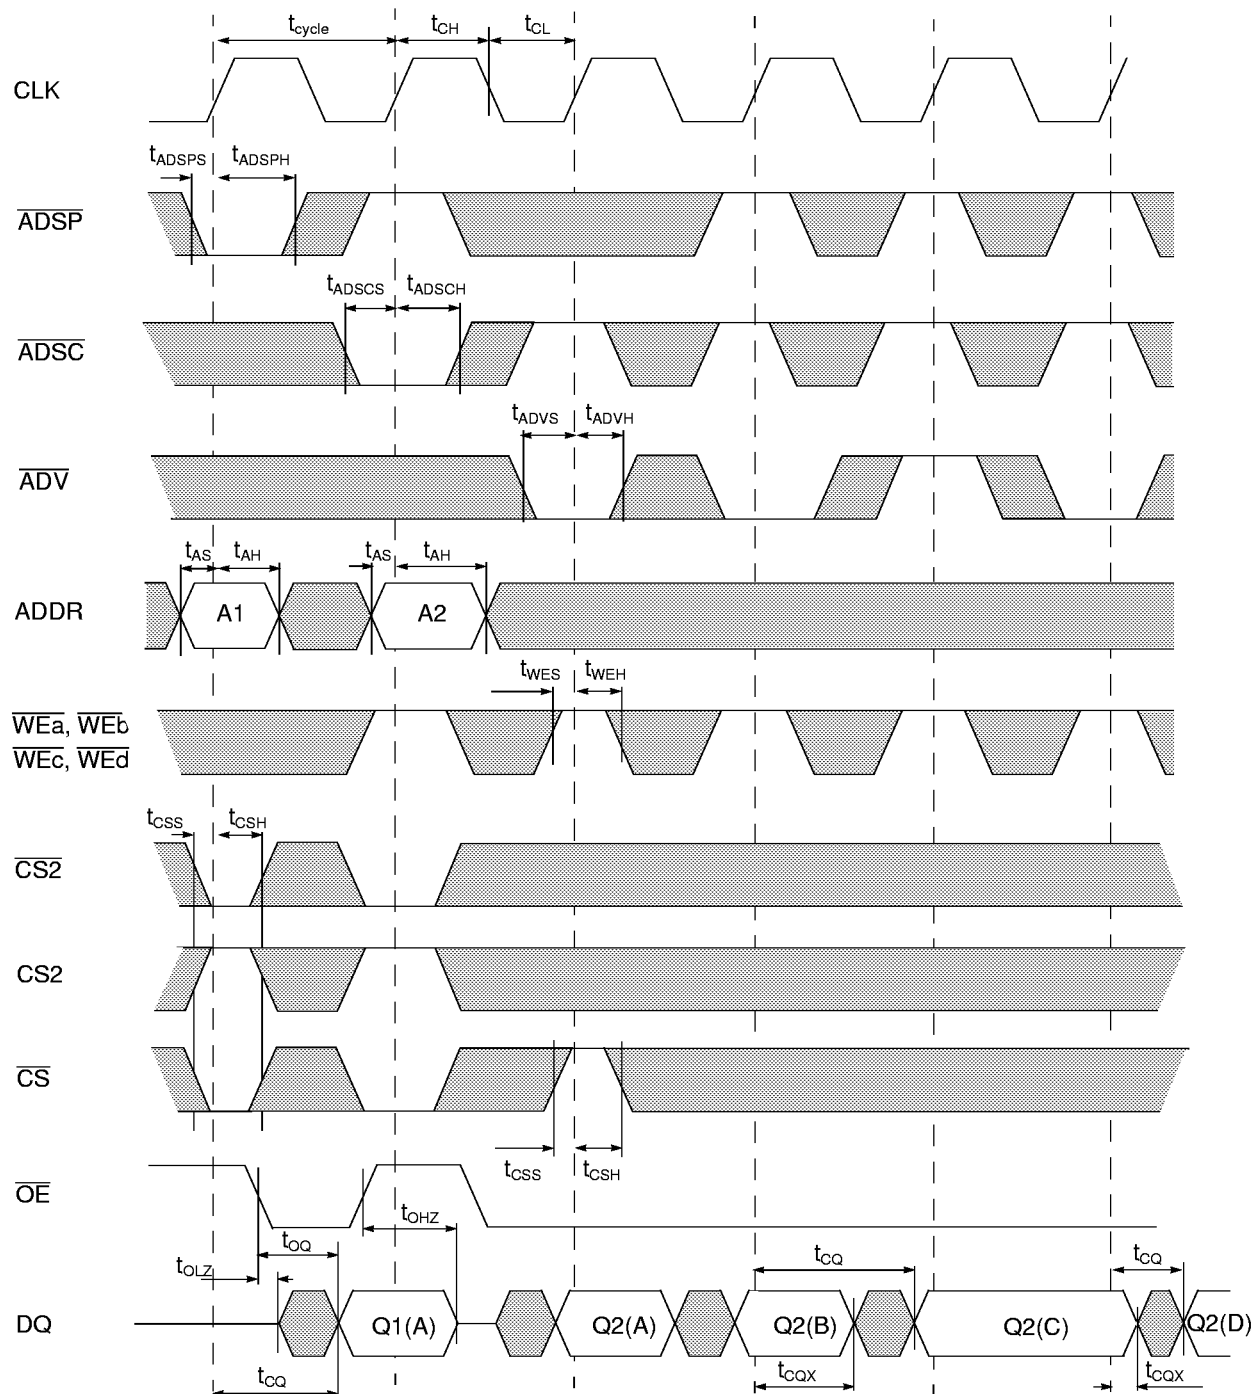 tcycle tCH tCL
CLK
tADSPS tADSPH
ADSP
tADSCS tADSCH
ADSC
tADVS tADVH
ADV
tAS tAH tAS tAH
ADDR A1 A2
tWES tWEH
WEa, WEb
WEc, WEd
tCSS tCSH
CS2
CS2
CS
tCSS tCSH
OE
tOHZ
tOQ
tOLZ
tCQ tCQ
DQ Q1(A) Q2(A) Q2(B) Q2(C) Q2(D)
tCQ tCQX tCQX